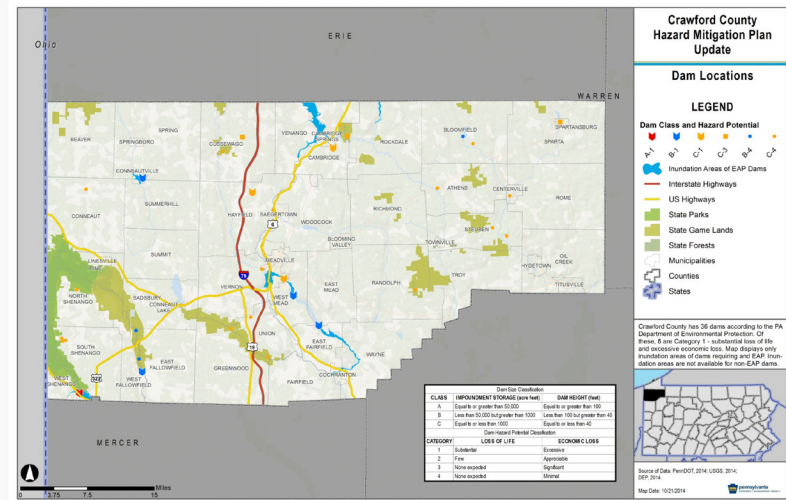 Crawford County
Hazard Mitigation Plan
Update
Dam Locations
LEGEND
Dam Class and Hazard Potential
A-1
B-1
C-1
C-3
B-4
C-4
Inundation Areas of EAP Dams
Interstate Highways
US Highways
State Parks
State Game Lands
State Forests
Municipalities
Counties
States
Crawford County has 36 dams according to the PA
Department of Environmental Protection. Of
these, 6 are Category 1 - substantial loss of life
and excessive economic loss. Map displays only
inundation areas of dams requiring and EAP. Inun-
dation areas are not available for non-EAP dams.
Source of Data: PennDOT, 2014; USGS, 2014;
DEP, 2014.
Map Date: 10/21/2014
pennsylvania
Ohio
ERIE
WARREN
MERCER
BEAVER
SPRINGBORO
SPRING
CUSSEWAGO
VENANGO
CAMBRIDGE
SPRINGS
CAMBRIDGE
ROCKDALE
BLOOMFIELD
SPARTANSBURG
SPARTA
CONNEAUTVILLE
CONNEAUT
SUMMERHILL
HAYFIELD
SAEGERTOWN
WOODCOCK
BLOOMING
VALLEY
RICHMOND
ATHENS
CENTERVILLE
ROME
STEUBEN
TOWNVILLE
LINESVILLE
PINE
SUMMIT
MEADVILLE
VERNON
WEST
MEAD
EAST
MEAD
RANDOLPH
TROY
HYDETOWN
OIL
CREEK
TITUSVILLE
NORTH
SHENANGO
SADSBURY
CONNEAUT
LAKE
SOUTH
SHENANGO
EAST
FALLOWFIELD
UNION
EAST
FAIRFIELD
WAYNE
WEST
SHENANGO
WEST
FALLOWFIELD
GREENWOOD
FAIRFIELD
COCHRANTON
6
79
19
322
Dam Size Classification
CLASS IMPOUNDMENT STORAGE (acre feet) DAM HEIGHT (feet)
A Equal to or greater than 50,000 Equal to or greater than 100
B Less than 50,000 but greater than 1000 Less than 100 but greater than 40
C Equal to or less than 1000 Equal to or less than 40
Dam Hazard Potential Classification
CATEGORY LOSS OF LIFE ECONOMIC LOSS
1 Substantial Excessive
2 Few Appreciable
3 None expected Significant
4 None expected Minimal
0 3.75 7.5 15
Miles